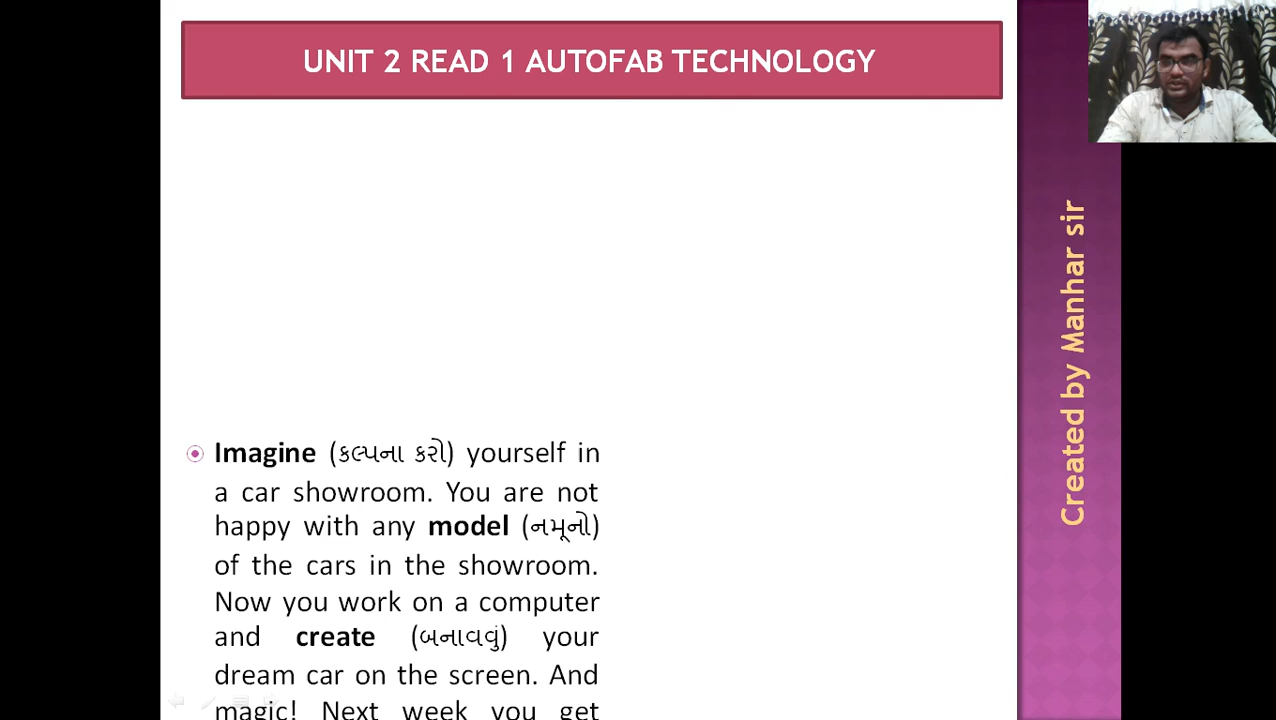 UNIT 2 READ 1 AUTOFAB TECHNOLOGY
Imagine (કલ્પના કરો) yourself in
a car showroom. You are not
happy with any model (નમૂનો)
of the cars in the showroom.
Now you work on a computer
and create (બનાવવું) your
dream car on the screen. And
magic! Next week you get
Created by Manhar sir